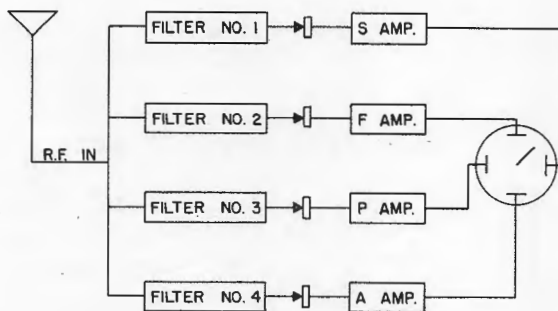 FILTER NO. 1
S AMP.
FILTER NO. 2
F AMP.
R.F. IN
FILTER NO. 3
P AMP.
FILTER NO. 4
A AMP.